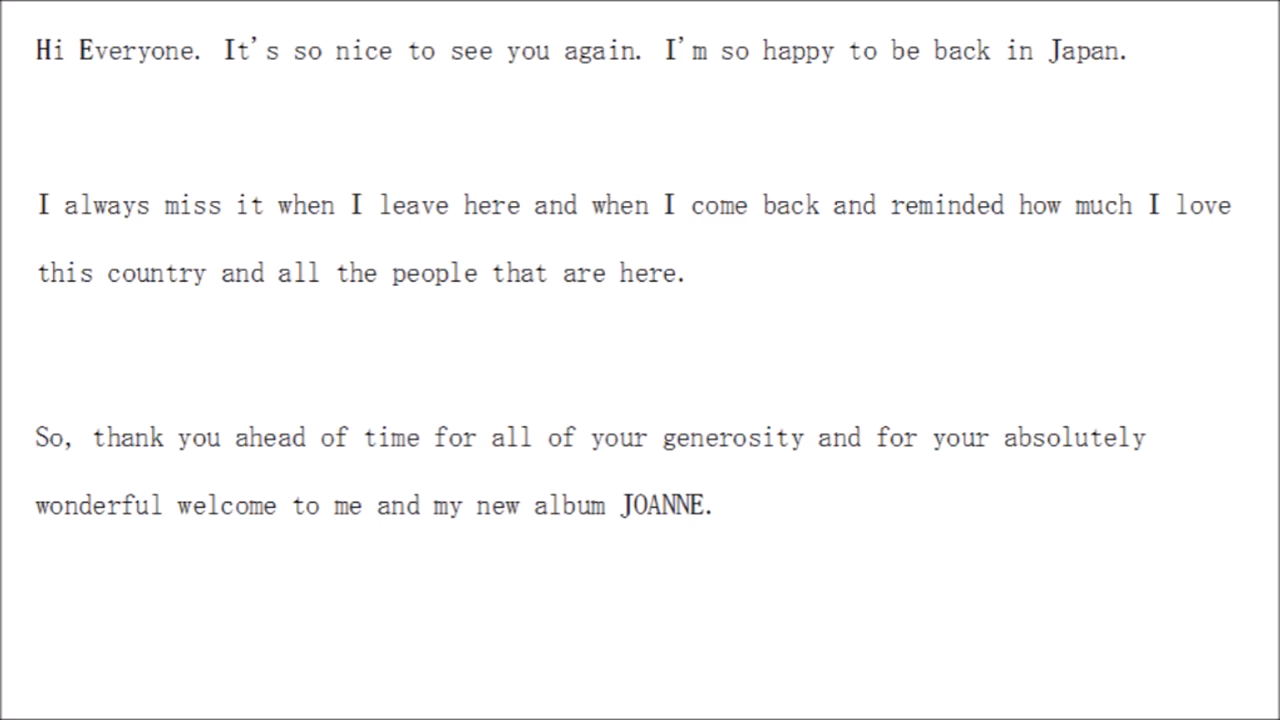 Hi Everyone. It's so nice to see you again. I'm so happy to be back in Japan.
I always miss it when I leave here and when I come back and reminded how much I love
this country and all the people that are here.
So, thank you ahead of time for all of your generosity and for your absolutely
wonderful welcome to me and my new album JOANNE.